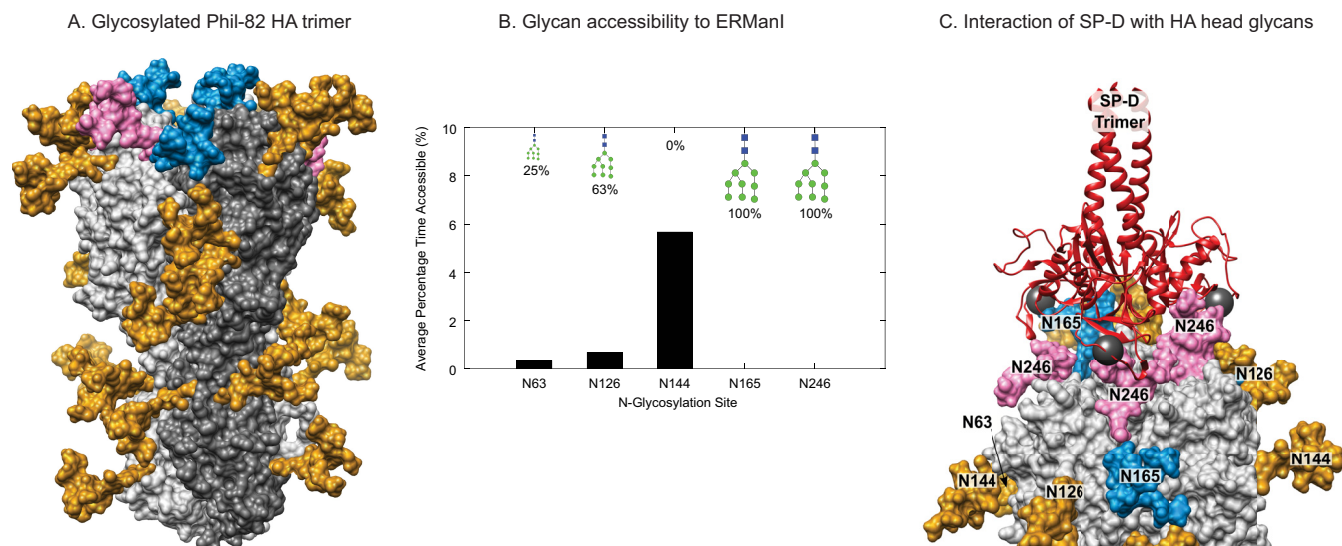 A. Glycosylated Phil-82 HA trimer
B. Glycan accessibility to ERManI
C. Interaction of SP-D with HA head glycans
Average Percentage Time Accessible (%)
10
8
6
4
2
0
25%
63%
0%
100%
100%
N63
N126
N144
N165
N246
N-Glycosylation Site
SP-D
Trimer
N165
N246
N246
N246
N126
N63
N144
N144
N126
N165